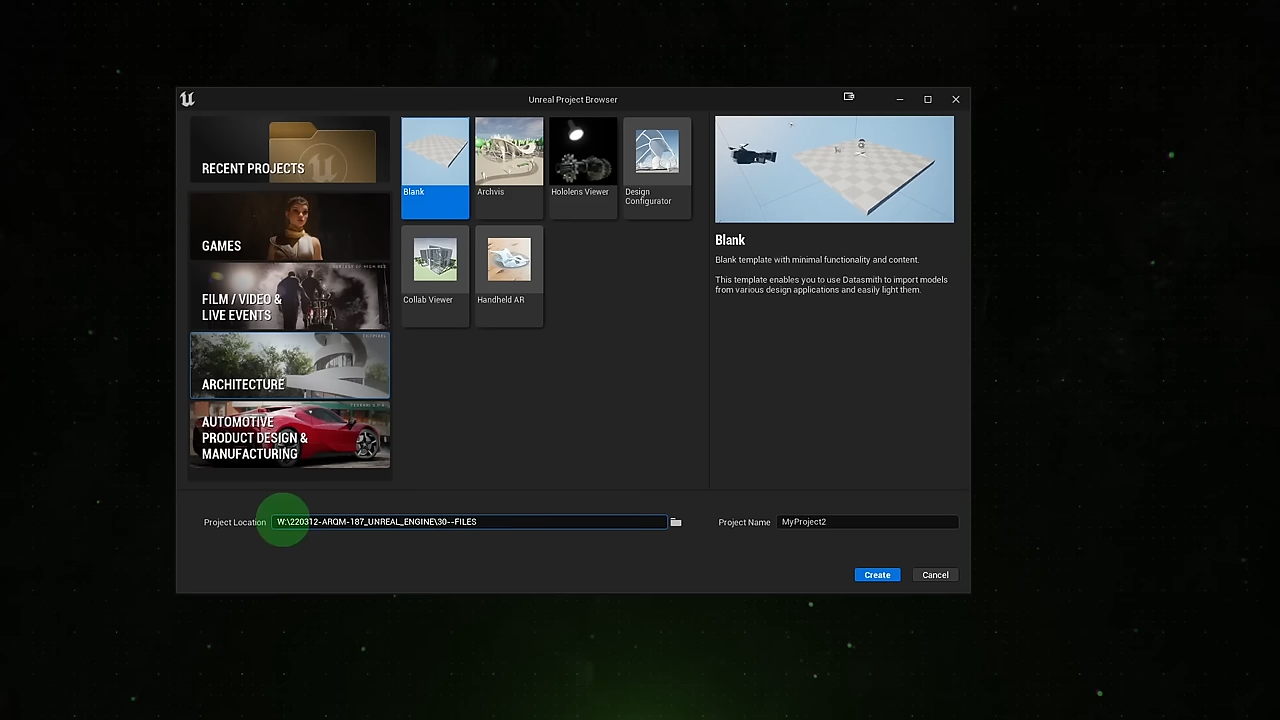 Unreal Project Browser
RECENT PROJECTS
GAMES
FILM / VIDEO &
LIVE EVENTS
ARCHITECTURE
AUTOMOTIVE
PRODUCT DESIGN &
MANUFACTURING
Blank
Archvis
Hololens Viewer
Design
Configurator
Collab Viewer
Handheld AR
Blank
Blank template with minimal functionality and content.
This template enables you to use Datasmith to import models
from various design applications and easily light them.
Project Location
W:\220312-ARQM-187_UNREAL_ENGINE\30--FILES
Project Name
MyProject2
Create
Cancel